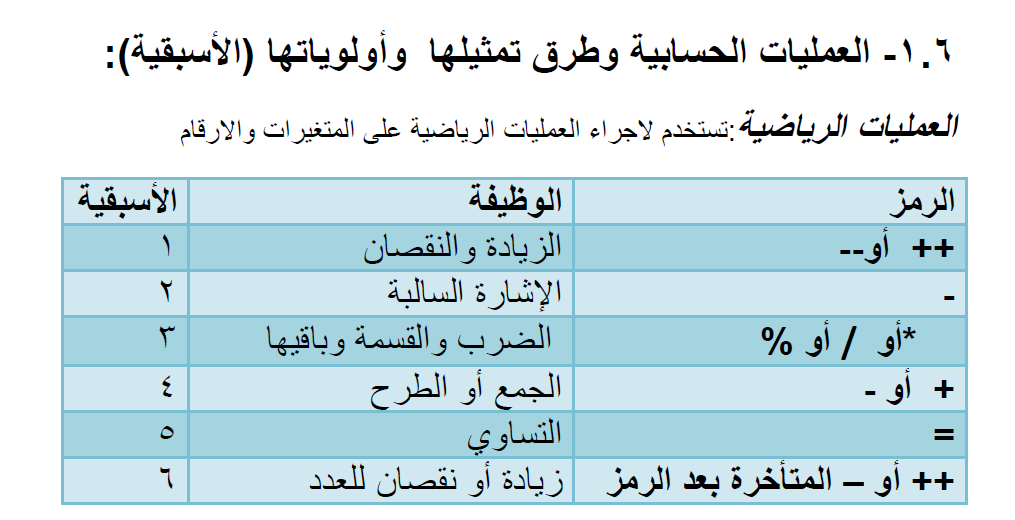 ١.٦- العمليات الحسابية وطرق تمثيلها وأولوياتها (الأسبقية):
العمليات الرياضية:تستخدم لاجراء العمليات الرياضية على المتغيرات والارقام
الرمز الوظيفة الأسبقية
++ أو-- الزيادة والنقصان ١
- الإشارة السالبة ٢
*أو / أو % الضرب والقسمة وباقيها ٣
+ أو - الجمع أو الطرح ٤
= التساوي ٥
++ أو – المتأخرة بعد الرمز زيادة أو نقصان للعدد ٦